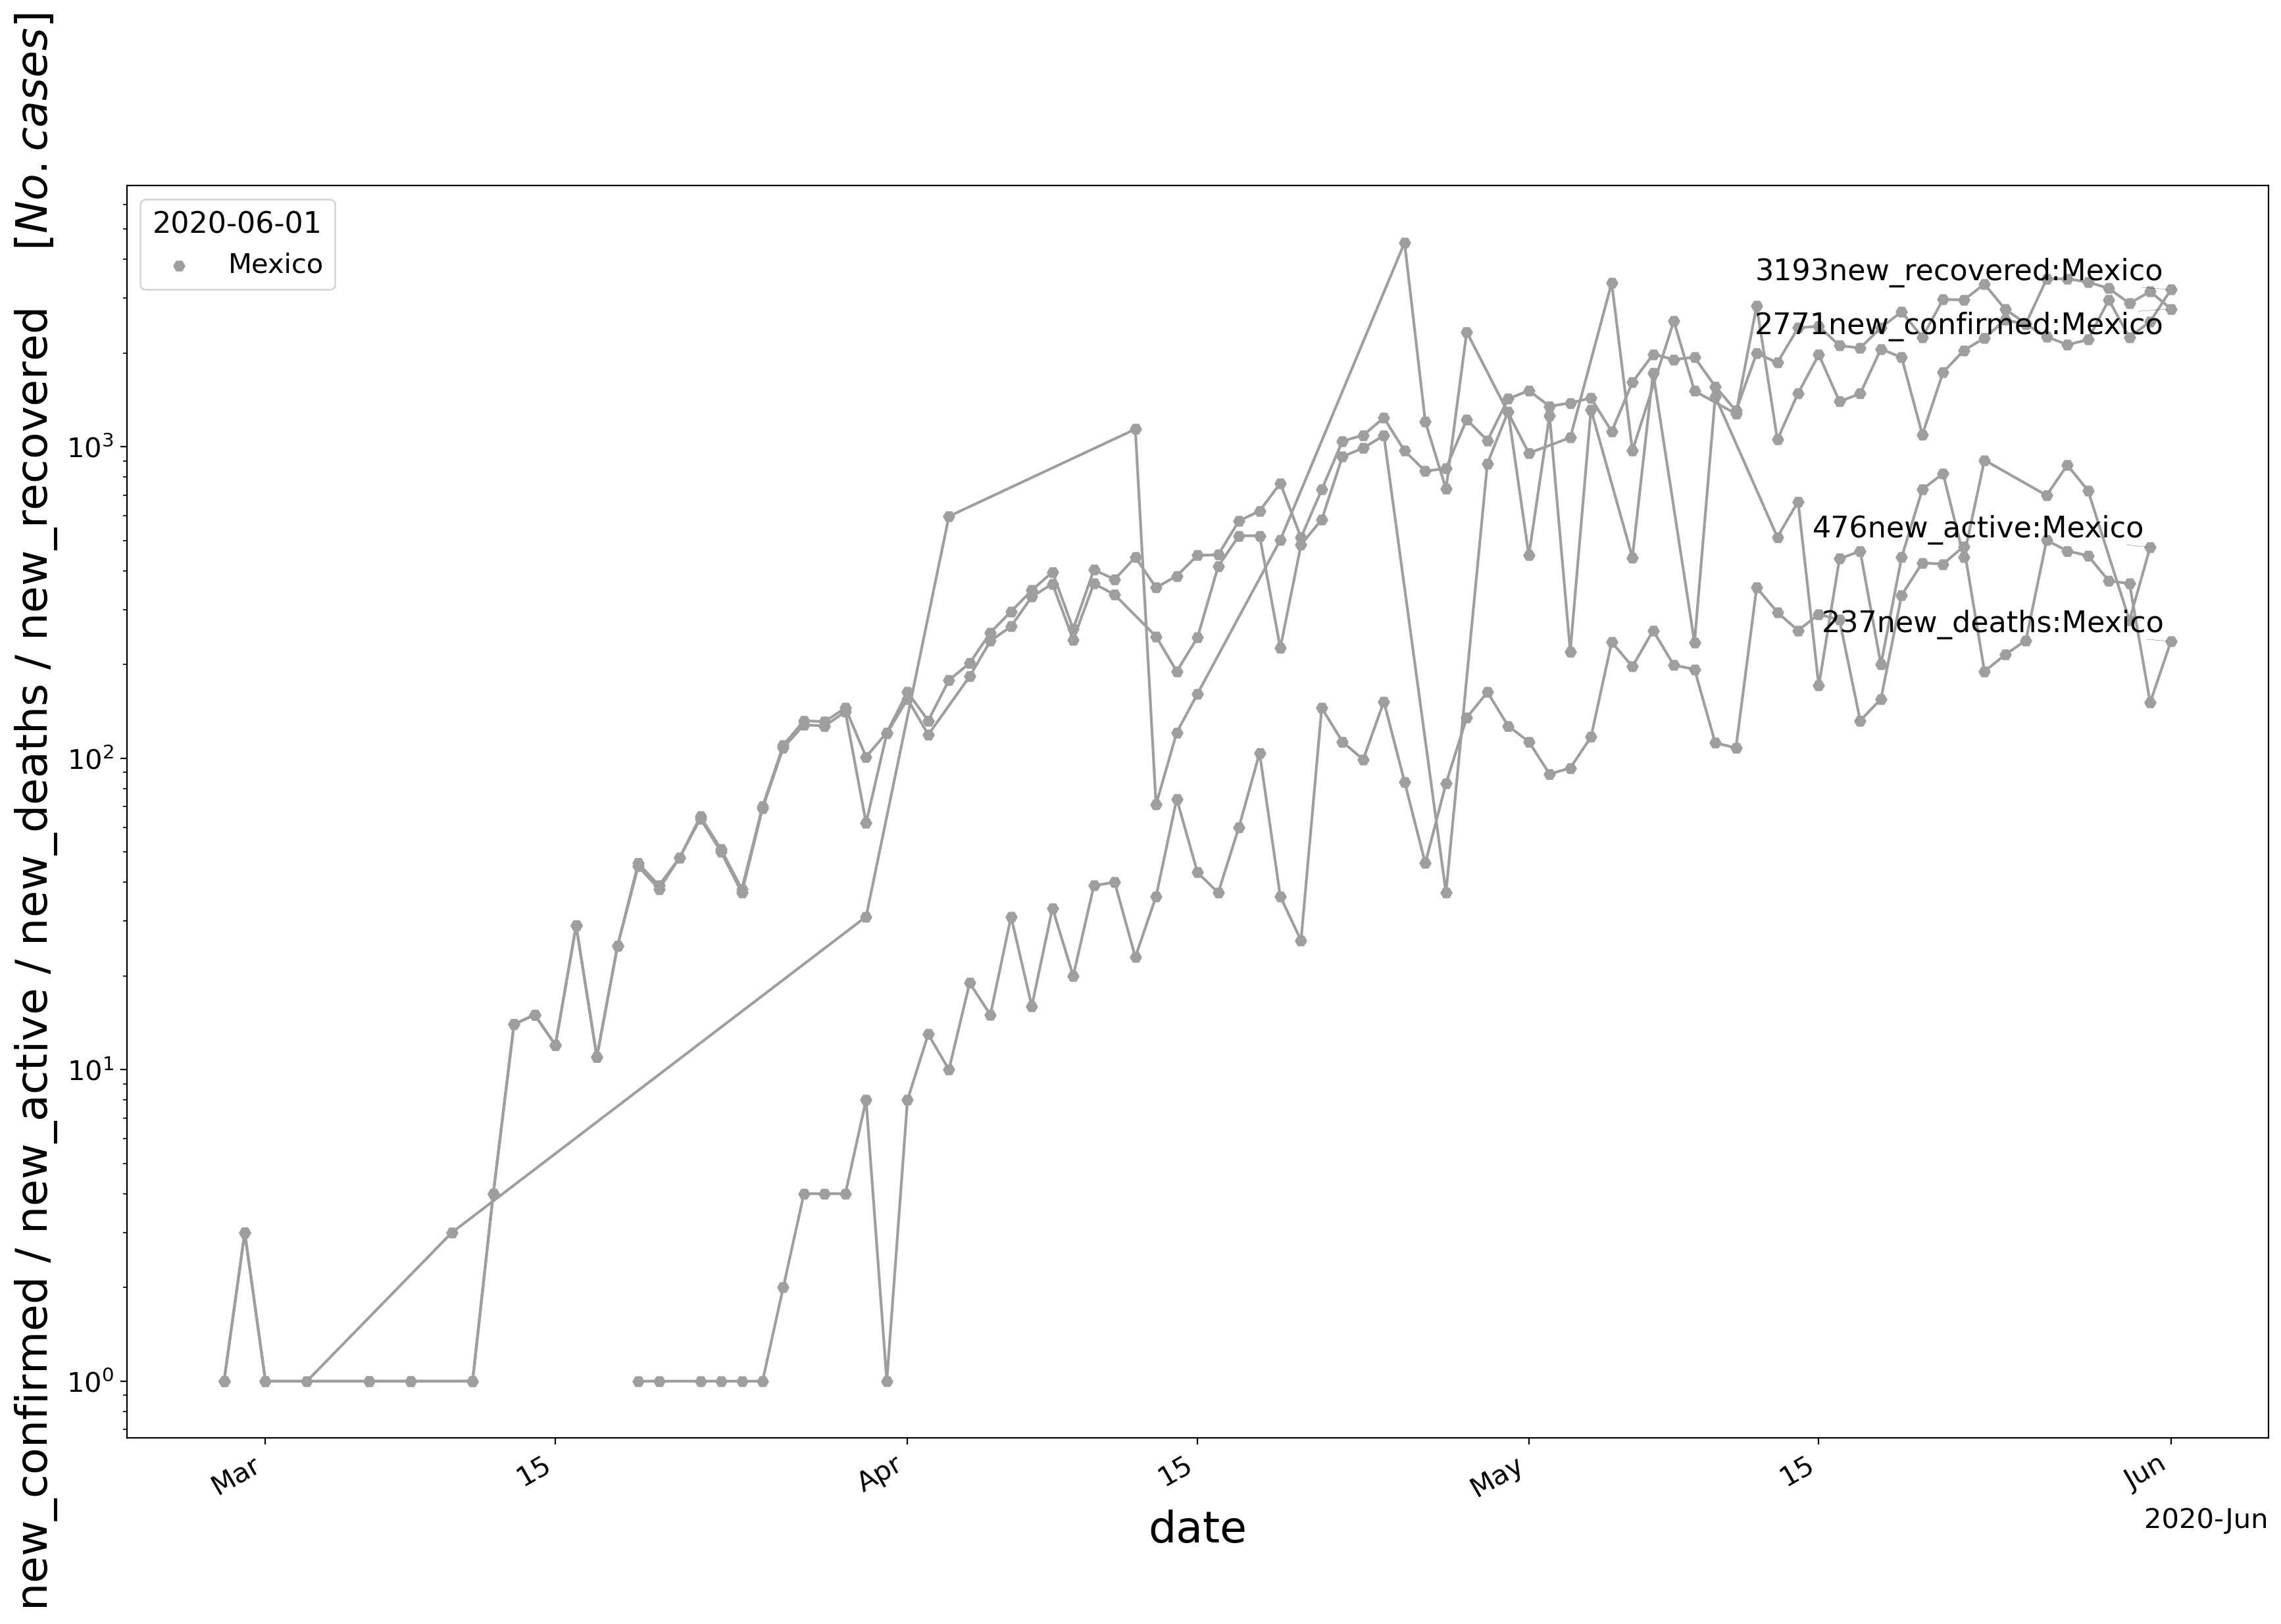 new_confirmed / new_active / new_deaths / new_recovered [No.cases]
2020-06-01
Mexico
3193new_recovered:Mexico
2771new_confirmed:Mexico
476new_active:Mexico
237new_deaths:Mexico
10³
10²
10¹
10⁰
Mar
15
Apr
15
May
15
Jun
date
2020-Jun